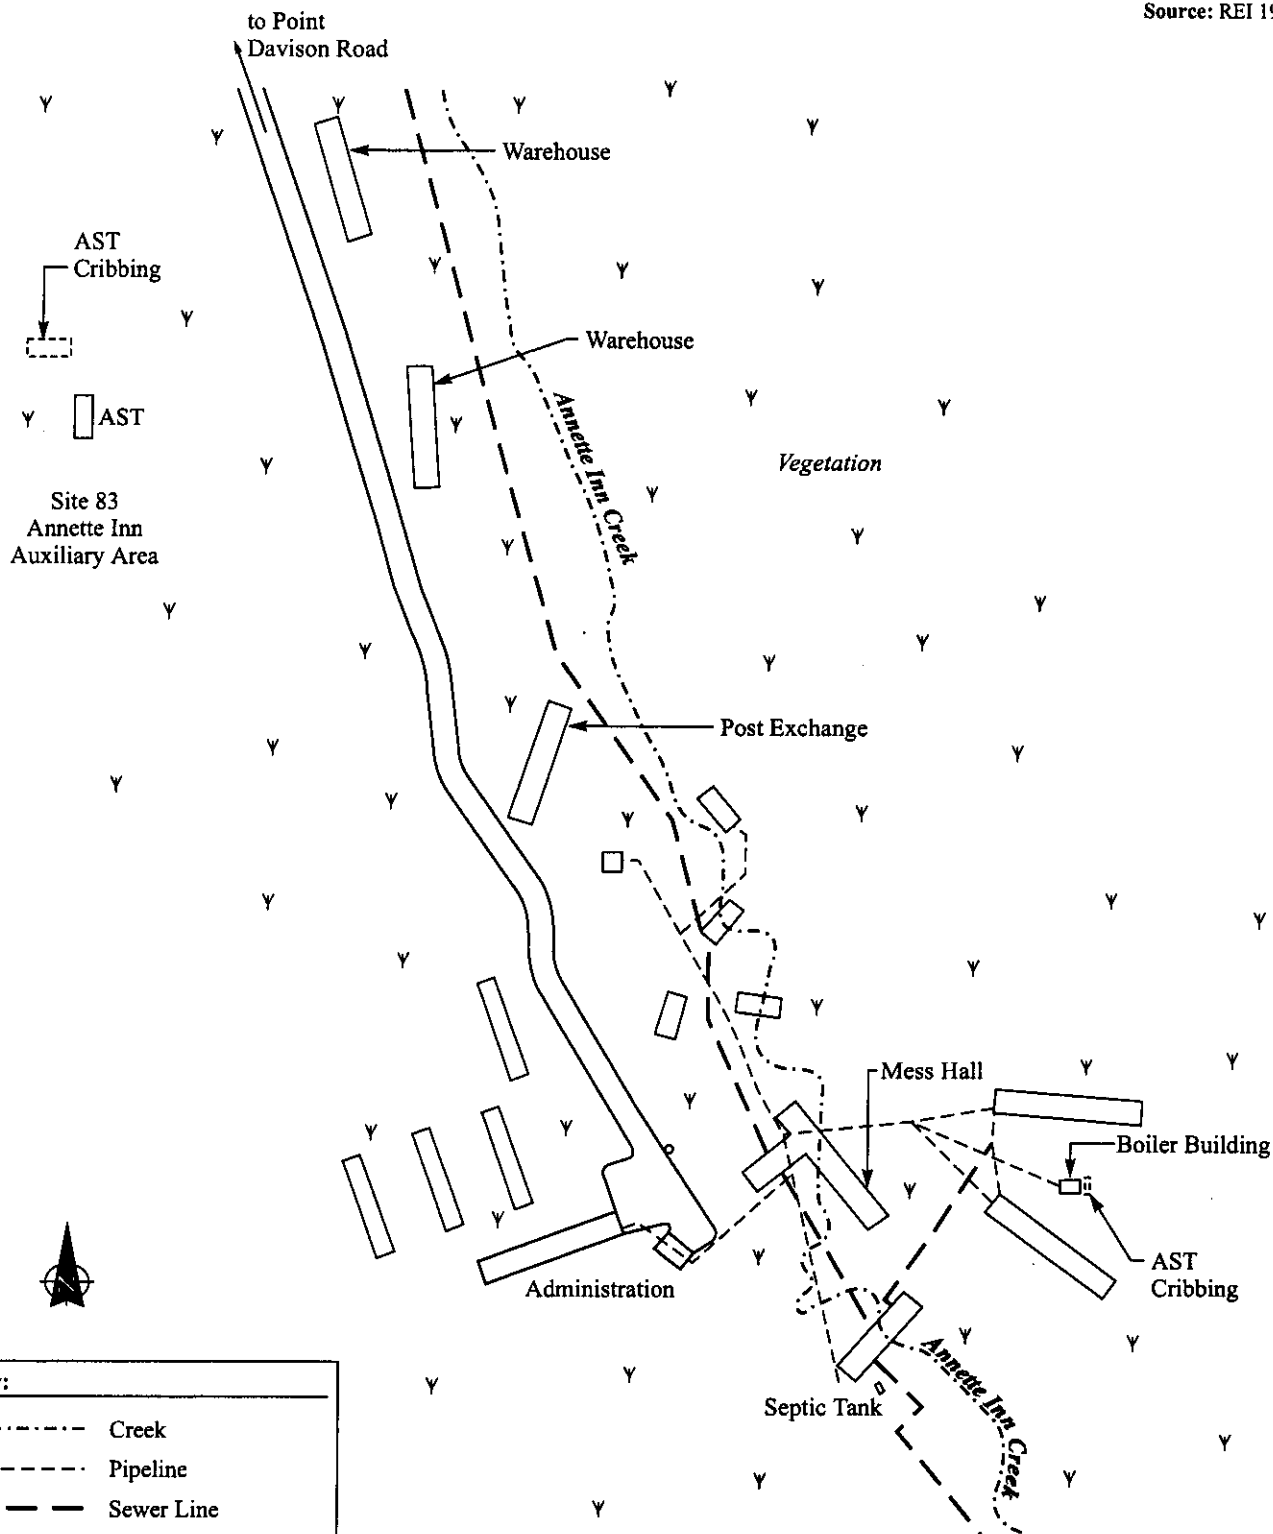 Source: REI 19
to Point
Davison Road
Warehouse
AST
Cribbing
Warehouse
AST
Annette Inn Creek
Vegetation
Site 83
Annette Inn
Auxiliary Area
Post Exchange
Mess Hall
Boiler Building
AST
Cribbing
Administration
Annette Inn Creek
Septic Tank
Creek
Pipeline
Sewer Line